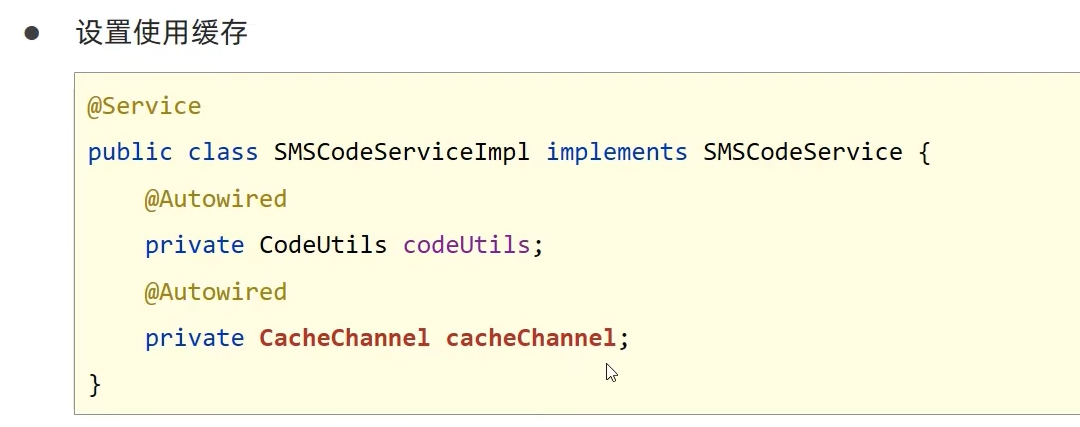 ● 设置使用缓存
@Service
public class SMSCodeServiceImpl implements SMSCodeService {
    @Autowired
    private CodeUtils codeUtils;
    @Autowired
    private CacheChannel cacheChannel;
}